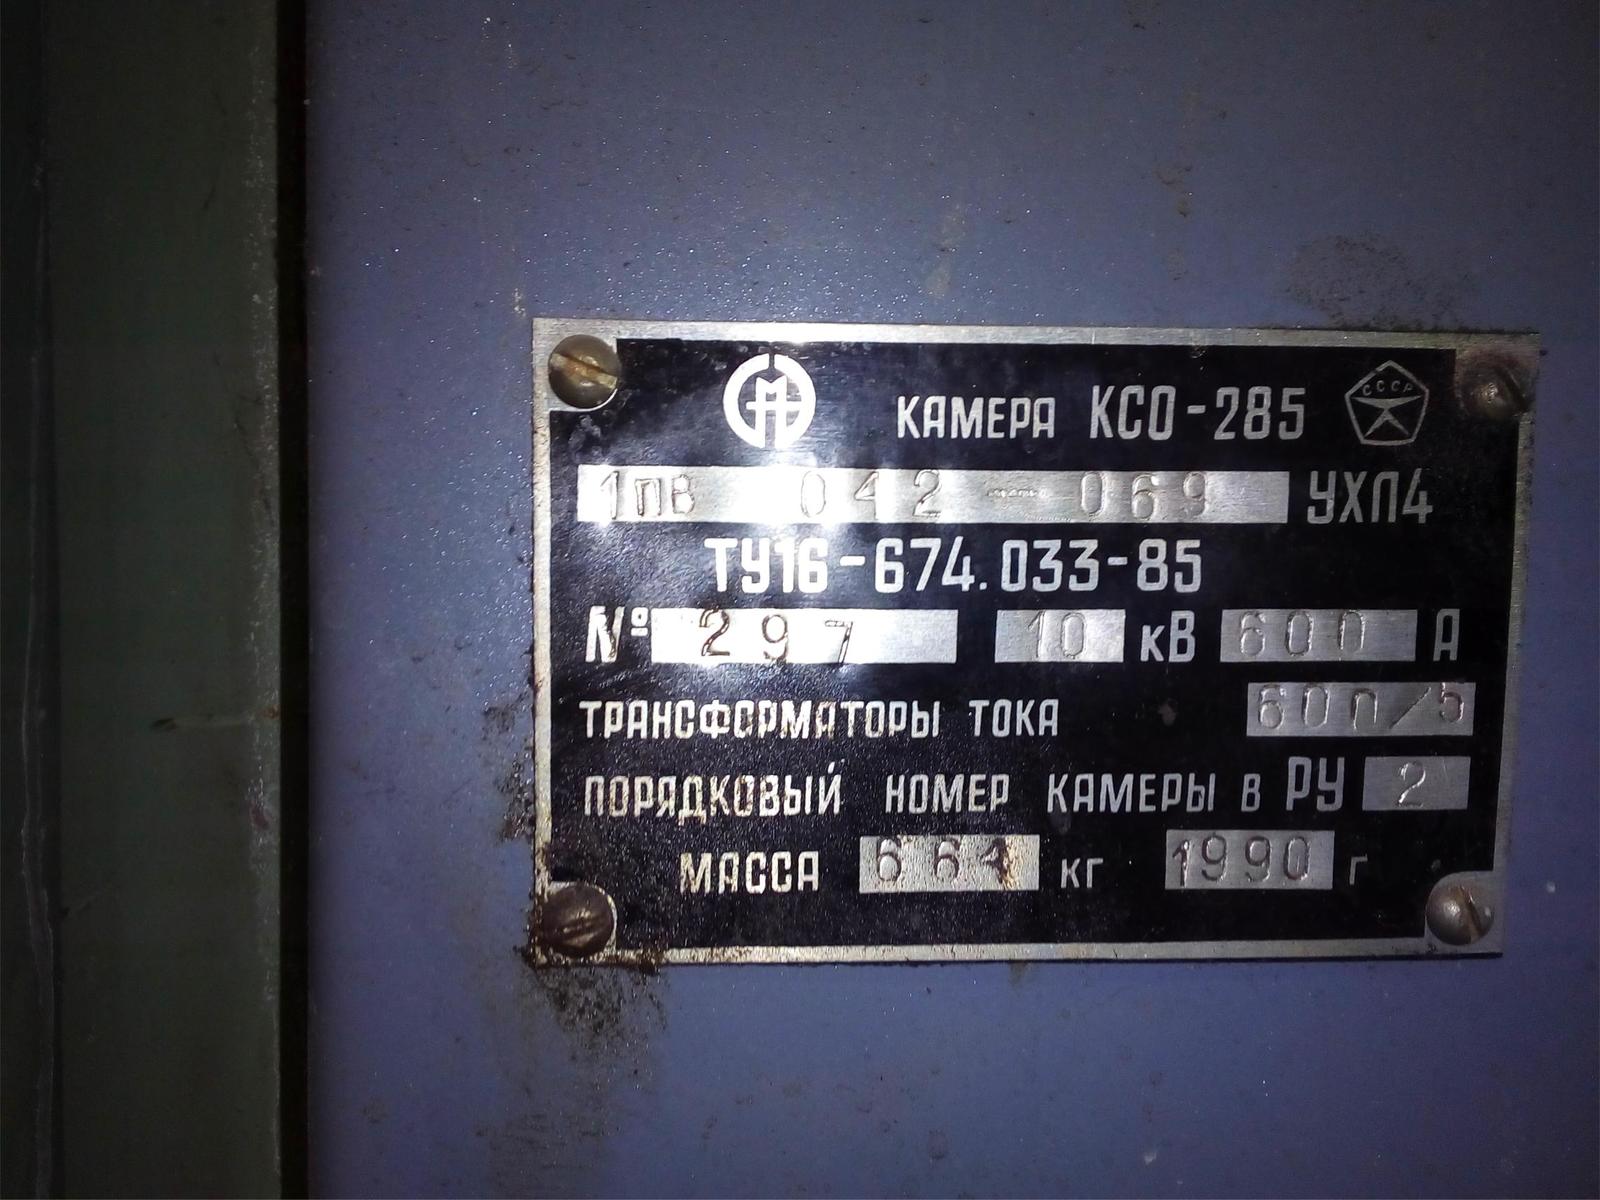 КАМЕРА КСО-285 СССР
1ПВ 042-069 УХЛ4
ТУ16-674.033-85
№ 297 10 кВ 600 А
ТРАНСФОРМАТОРЫ ТОКА 600/5
ПОРЯДКОВЫЙ НОМЕР КАМЕРЫ В РУ 2
МАССА 661 кг 1990 г